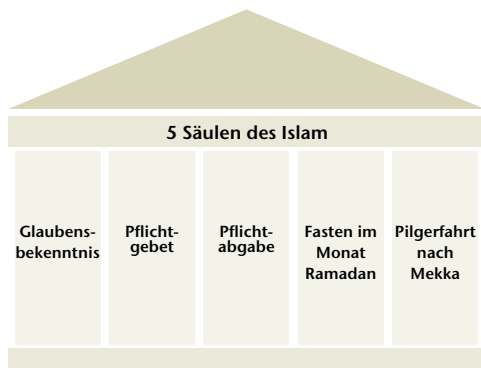 5 Säulen des Islam
Glaubens-
bekenntnis
Pflicht-
gebet
Pflicht-
abgabe
Fasten im
Monat
Ramadan
Pilgerfahrt
nach
Mekka